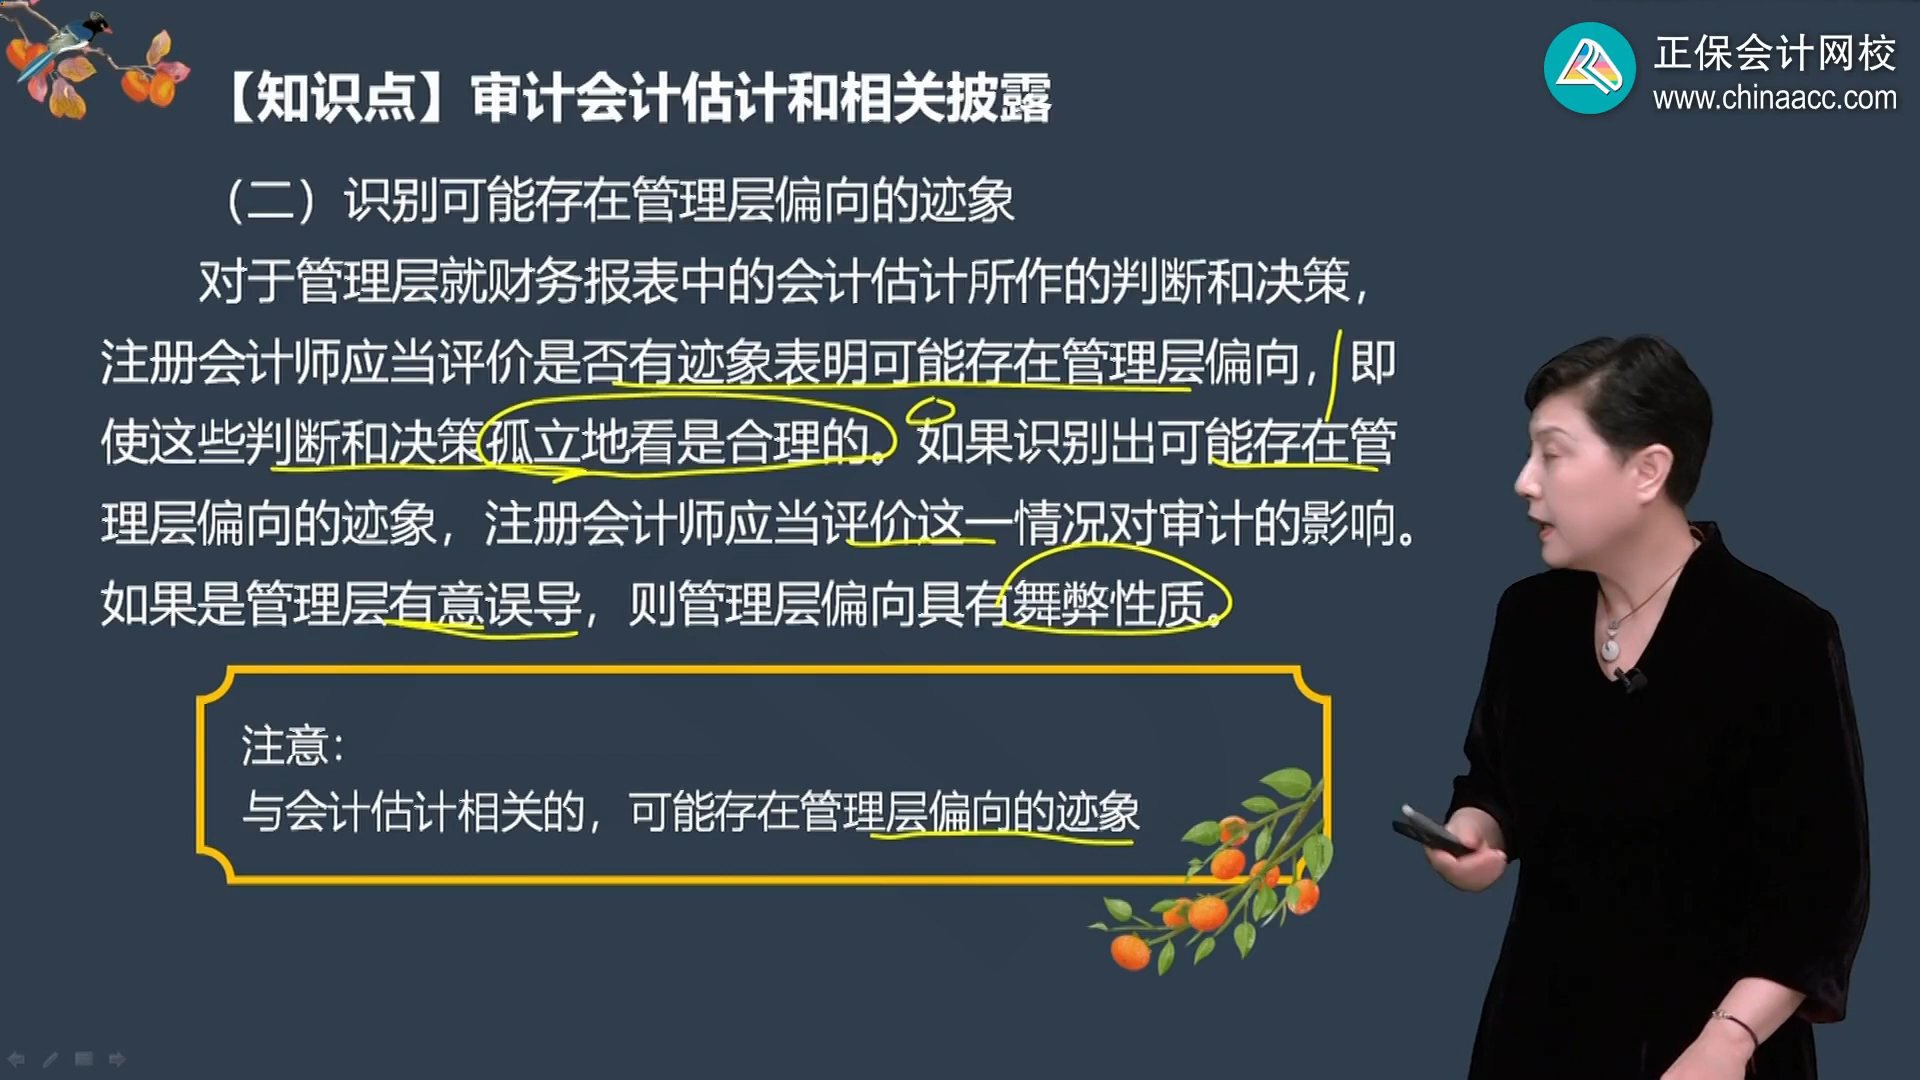 正保会计网校
www.chinaacc.com
【知识点】审计会计估计和相关披露
（二）识别可能存在管理层偏向的迹象
对于管理层就财务报表中的会计估计所作的判断和决策，
注册会计师应当评价是否有迹象表明可能存在管理层偏向，即
使这些判断和决策孤立地看是合理的。如果识别出可能存在管
理层偏向的迹象，注册会计师应当评价这一情况对审计的影响。
如果是管理层有意误导，则管理层偏向具有舞弊性质。
注意：
与会计估计相关的，可能存在管理层偏向的迹象